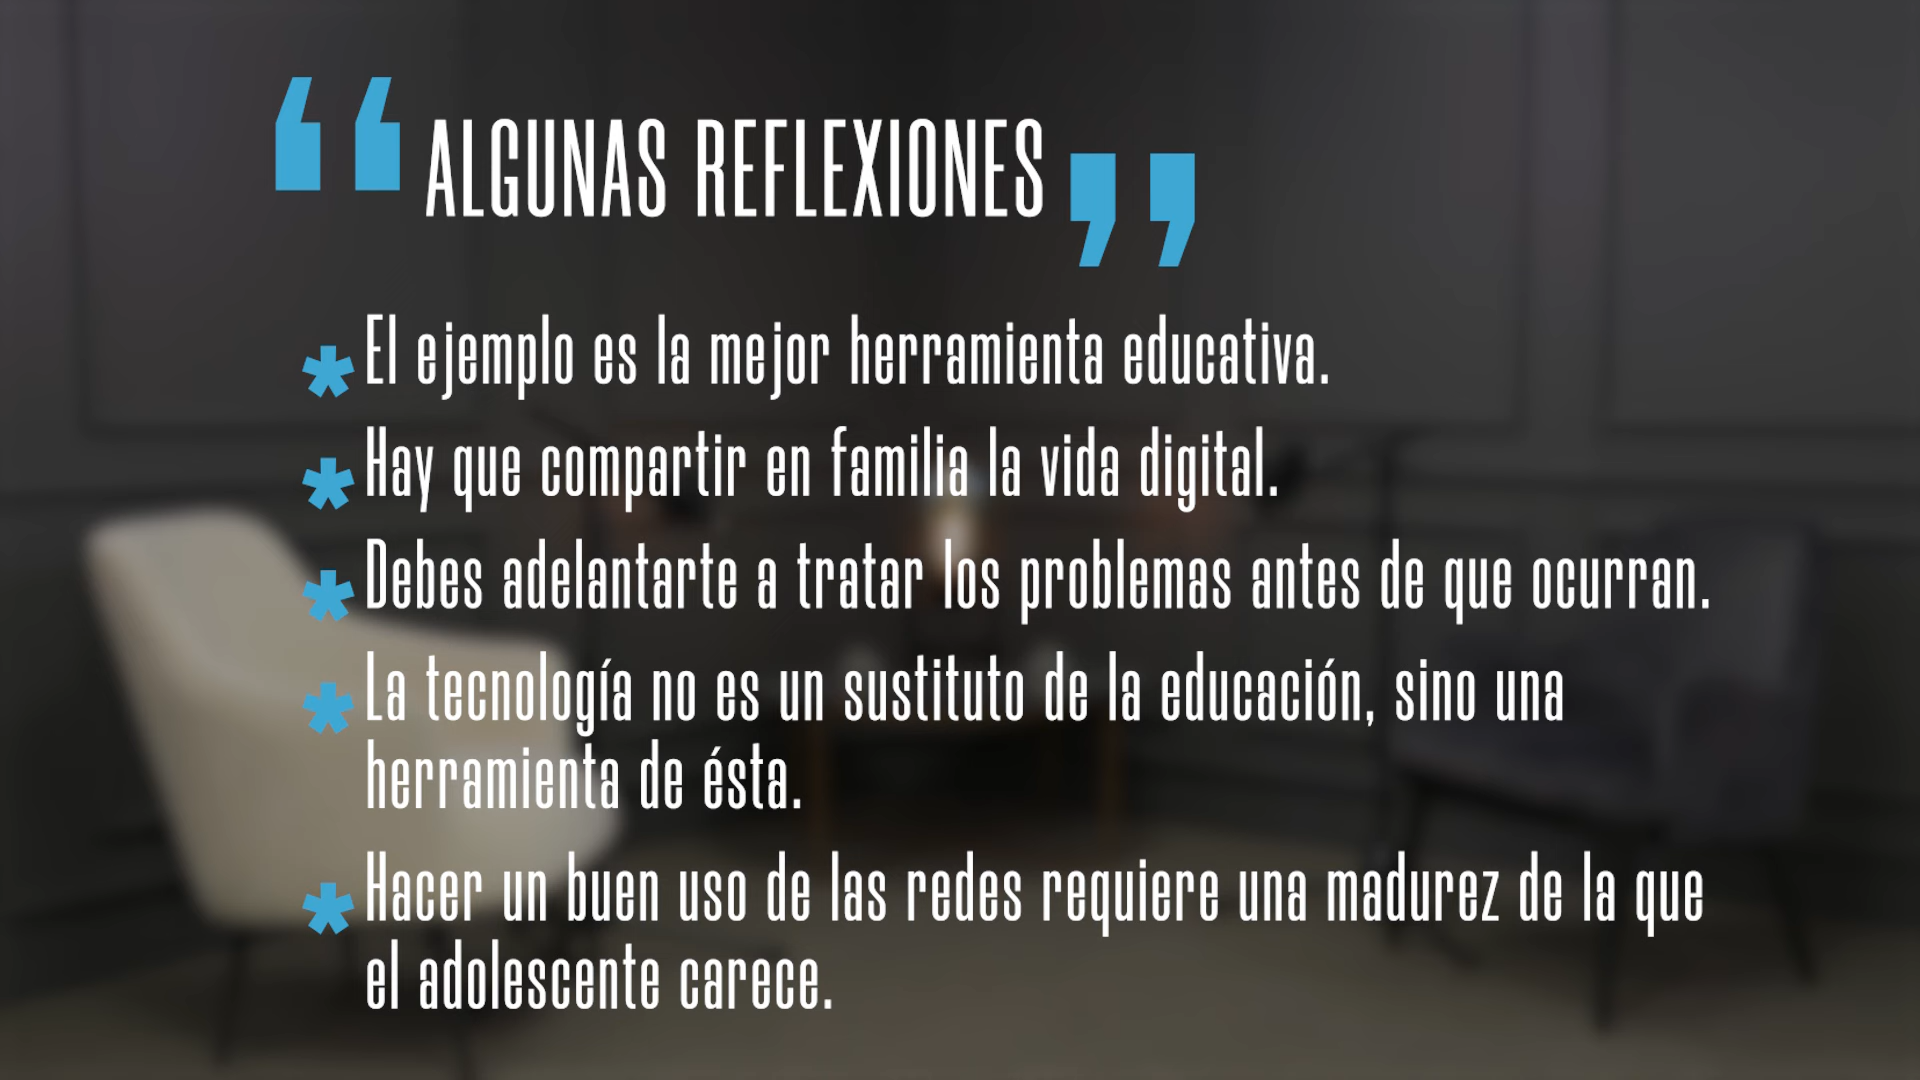 “ALGUNAS REFLEXIONES”
* El ejemplo es la mejor herramienta educativa.
* Hay que compartir en familia la vida digital.
* Debes adelantarte a tratar los problemas antes de que ocurran.
* La tecnología no es un sustituto de la educación, sino una
herramienta de ésta.
* Hacer un buen uso de las redes requiere una madurez de la que
el adolescente carece.